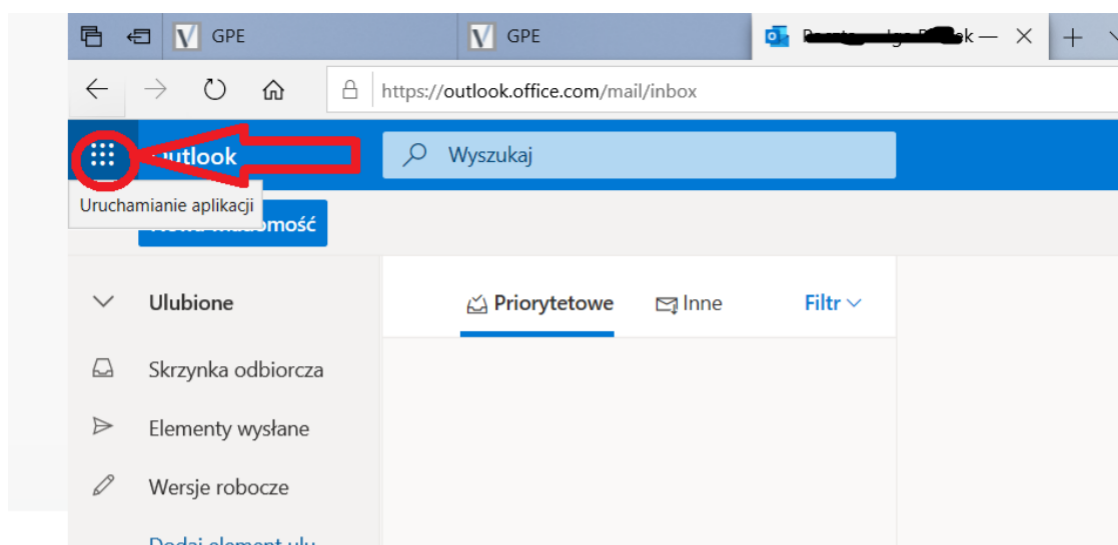 GPE
GPE
https://outlook.office.com/mail/inbox
Outlook
Wyszukaj
Uruchamianie aplikacji
Ulubione
Priorytetowe
Inne
Filtr
Skrzynka odbiorcza
Elementy wysłane
Wersje robocze